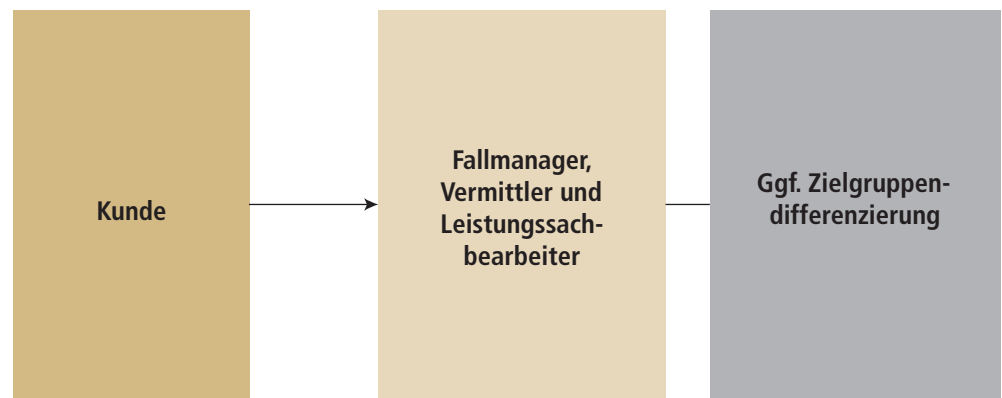 Kunde
Fallmanager,
Vermittler und
Leistungssach-
bearbeiter
Ggf. Zielgruppen-
differenzierung